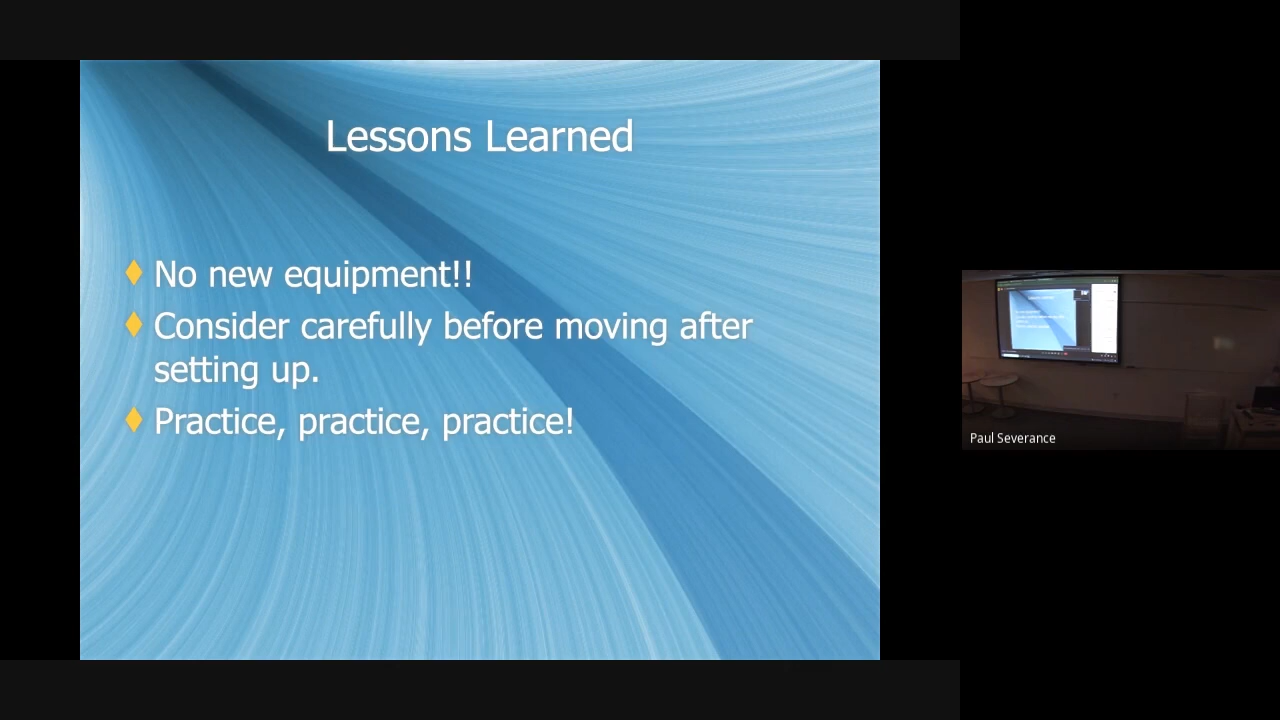 Lessons Learned
No new equipment!!
Consider carefully before moving after
setting up.
Practice, practice, practice!
Paul Severance